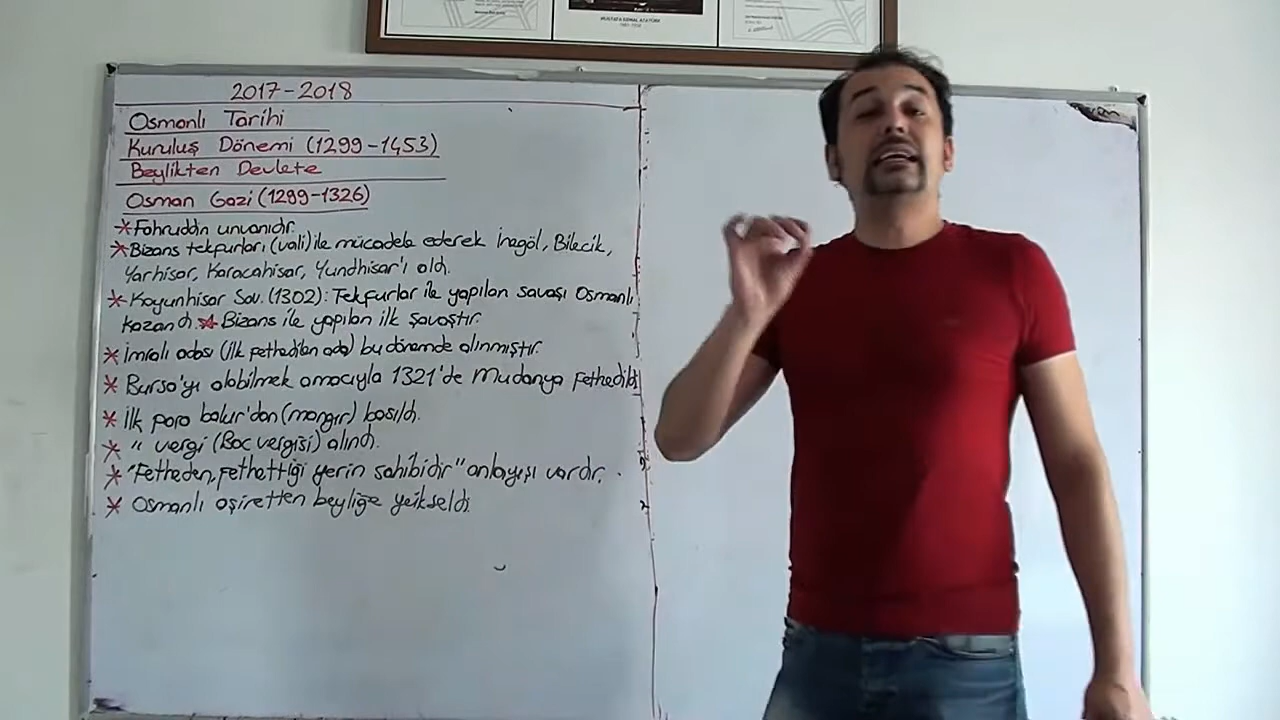 MUSTAFA KEMAL ATATÜRK
2017-2018
Osmanlı Tarihi
Kuruluş Dönemi (1299-1453)
Beylikten Devlete
Osman Gazi (1299-1326)
* Fahruddin unvanıdır.
* Bizans tekfurları (vali) ile mücadele ederek İnegöl, Bilecik,
Yarhisar, Karacahisar, Yundhisar'ı aldı.
* Koyunhisar Sav. (1302): Tekfurlar ile yapılan savaşı Osmanlı
kazandı. ★ Bizans ile yapılan ilk savaştır.
* İmralı adası (ilk fethedilen ada) bu dönemde alınmıştır.
* Bursa'yı alabilmek amacıyla 1321'de Mudanya Fethedildi
* İlk para bakır'dan (mangır) basıldı.
* " vergi (Bac vergisi) alındı.
* "Fetheden, fethettiği yerin sahibidir" anlayışı vardır.
* Osmanlı aşiretten beyliğe yükseldi.